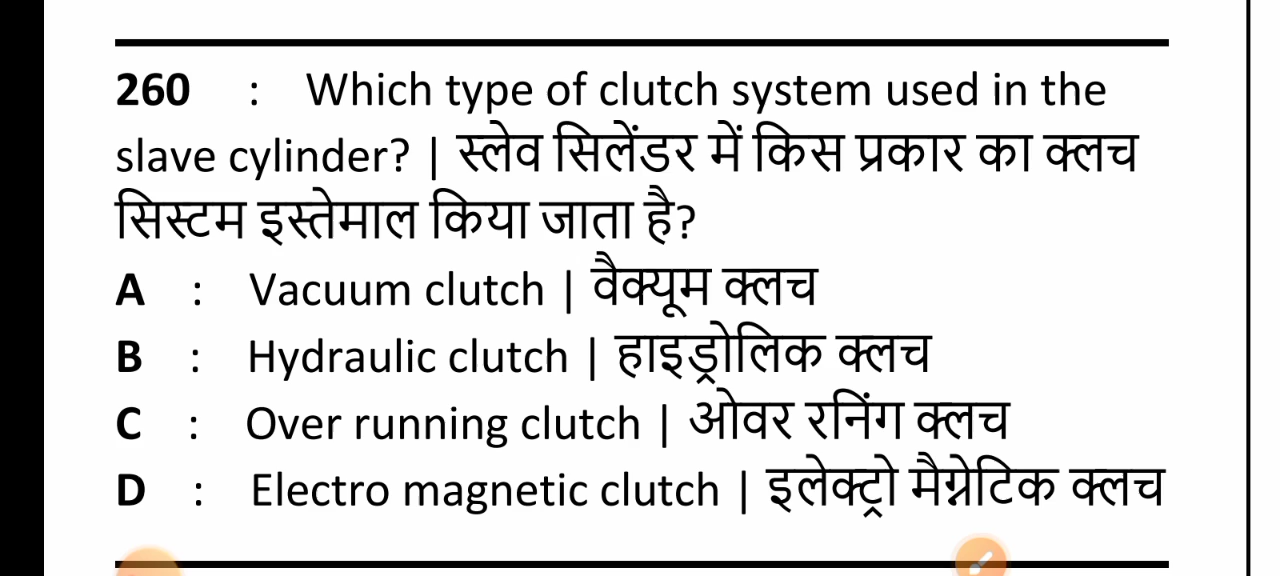 260 : Which type of clutch system used in the
slave cylinder? | स्लेव सिलेंडर में किस प्रकार का क्लच
सिस्टम इस्तेमाल किया जाता है?
A : Vacuum clutch | वैक्यूम क्लच
B : Hydraulic clutch | हाइड्रोलिक क्लच
C : Over running clutch | ओवर रनिंग क्लच
D : Electro magnetic clutch | इलेक्ट्रो मैग्नेटिक क्लच